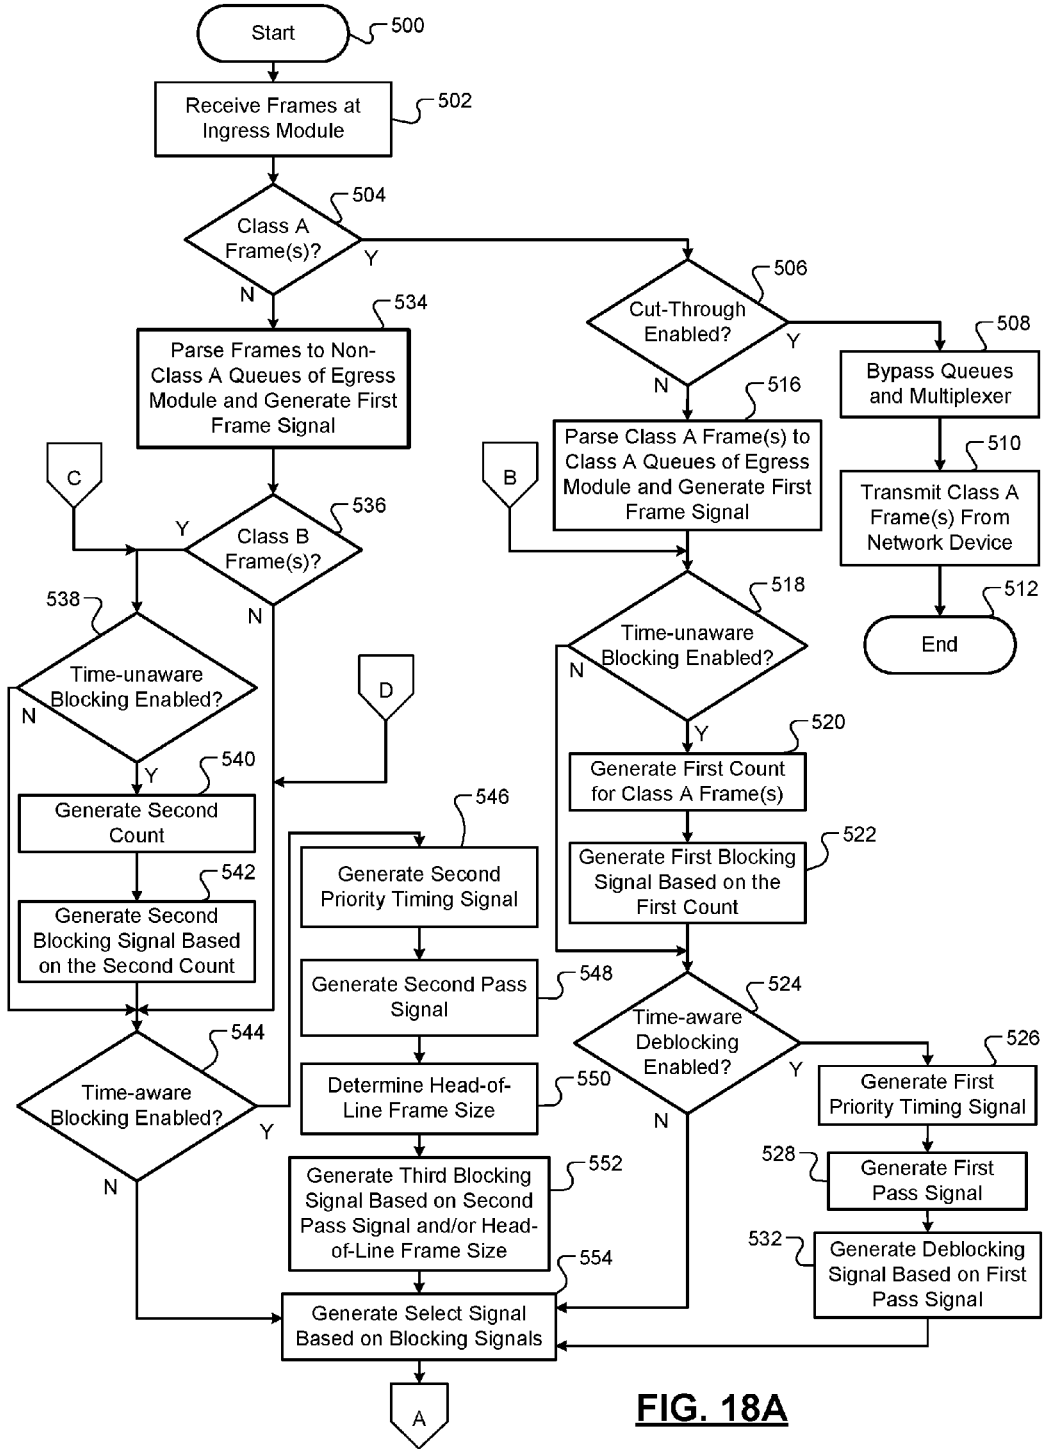 Start
500
Receive Frames at
Ingress Module
502
Class A
Frame(s)?
504
Y
N
Cut-Through
Enabled?
506
Y
N
Bypass Queues
and Multiplexer
508
Transmit Class A
Frame(s) From
Network Device
510
End
512
Parse Frames to Non-
Class A Queues of Egress
Module and Generate First
Frame Signal
534
Parse Class A Frame(s) to
Class A Queues of Egress
Module and Generate First
Frame Signal
516
C
B
Class B
Frame(s)?
536
Y
N
Time-unaware
Blocking Enabled?
538
N
Y
D
Time-unaware
Blocking Enabled?
518
N
Y
Generate Second
Count
540
Generate Second
Blocking Signal Based
on the Second Count
542
Generate First Count
for Class A Frame(s)
520
Generate First Blocking
Signal Based on the
First Count
522
Time-aware
Blocking Enabled?
544
Y
N
Generate Second
Priority Timing Signal
546
Generate Second Pass
Signal
548
Determine Head-of-
Line Frame Size
550
Generate Third Blocking
Signal Based on Second
Pass Signal and/or Head-
of-Line Frame Size
552
Time-aware
Deblocking
Enabled?
524
Y
N
Generate First
Priority Timing Signal
526
Generate First
Pass Signal
528
Generate Deblocking
Signal Based on First
Pass Signal
532
Generate Select Signal
Based on Blocking Signals
554
A
FIG. 18A